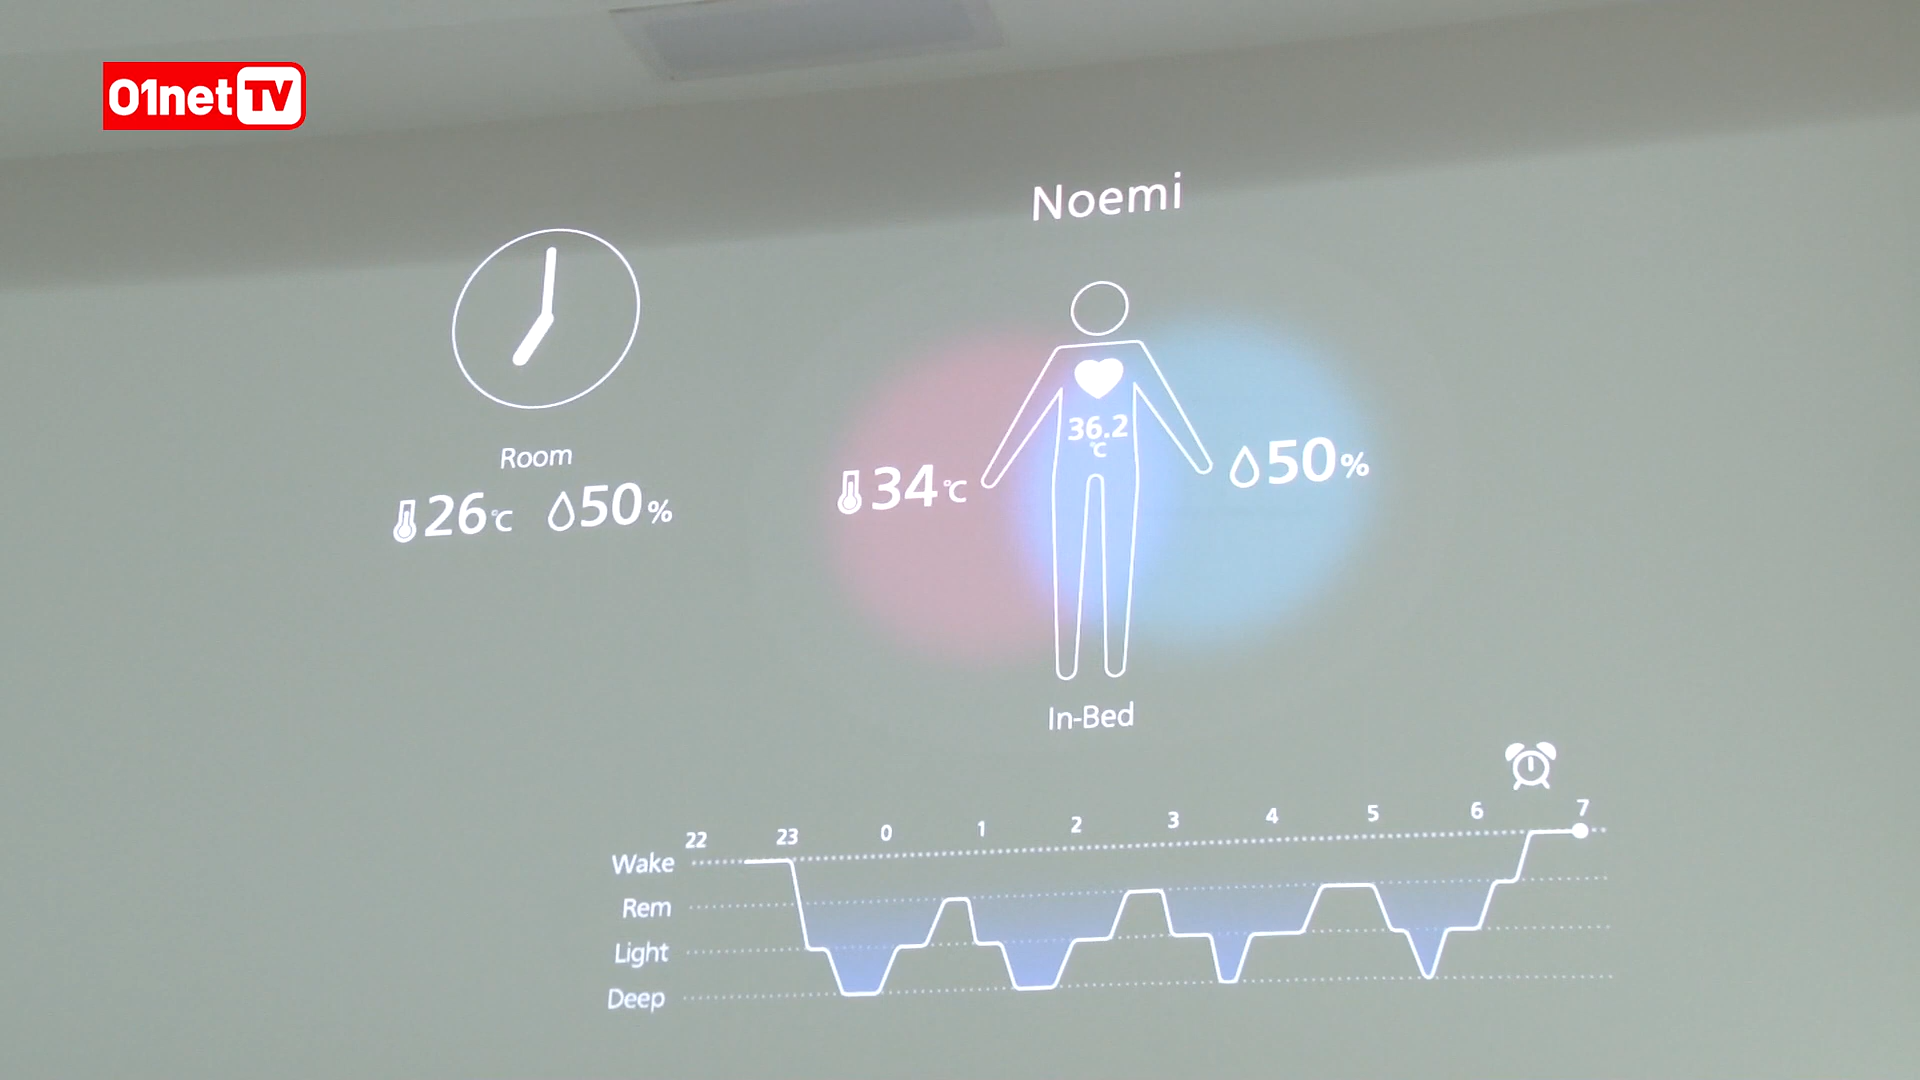 01net TV
Noemi
Room
26℃ 50%
36.2
℃
34℃
50%
In-Bed
22 23 0 1 2 3 4 5 6 7
Wake
Rem
Light
Deep